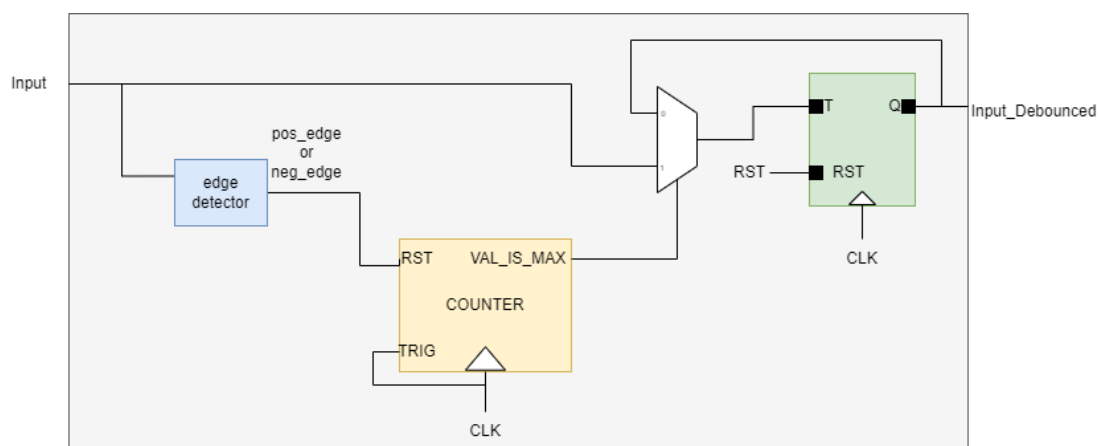 Input
pos_edge
or
neg_edge
edge
detector
0
1
T
Q
Input_Debounced
RST
RST
CLK
RST
VAL_IS_MAX
COUNTER
TRIG
CLK